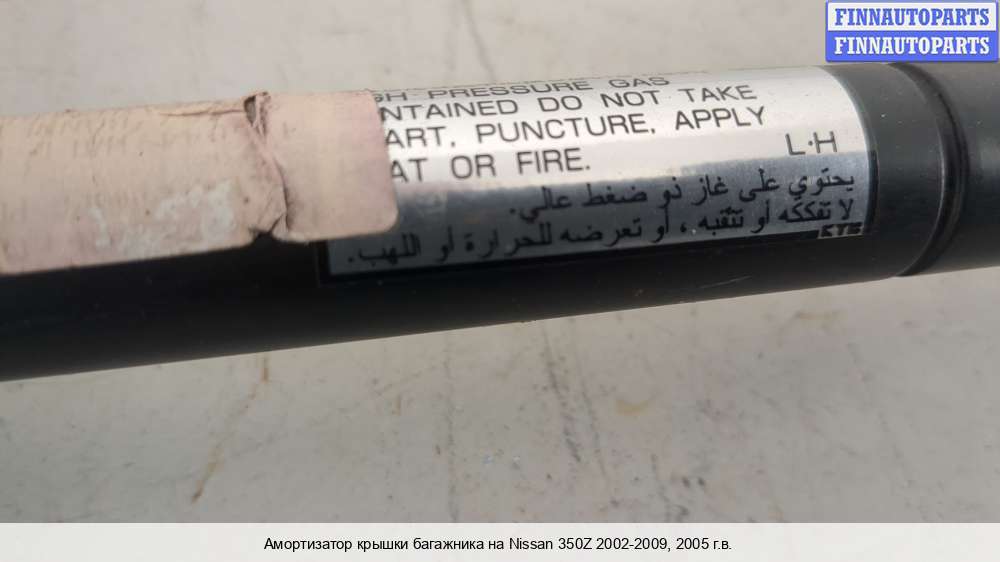 FINNAUTOPARTS
FINNAUTOPARTS
GH PRESSURE GAS
NTAINED DO NOT TAKE
ART, PUNCTURE, APPLY
AT OR FIRE.
L·H
يحتوي على غاز ذو ضغط عالي.
لا تفككه أو تثقبه ، أو تعرضه للحرارة أو اللهب.
KYB
Амортизатор крышки багажника на Nissan 350Z 2002-2009, 2005 г.в.